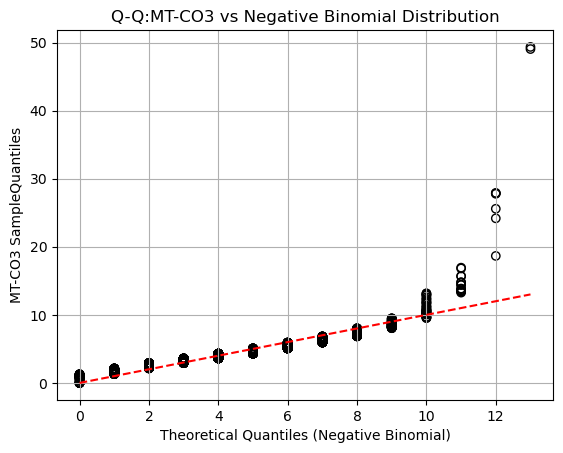 Q-Q:MT-CO3 vs Negative Binomial Distribution
50
40
30
20
10
0
MT-CO3 SampleQuantiles
0 2 4 6 8 10 12
Theoretical Quantiles (Negative Binomial)